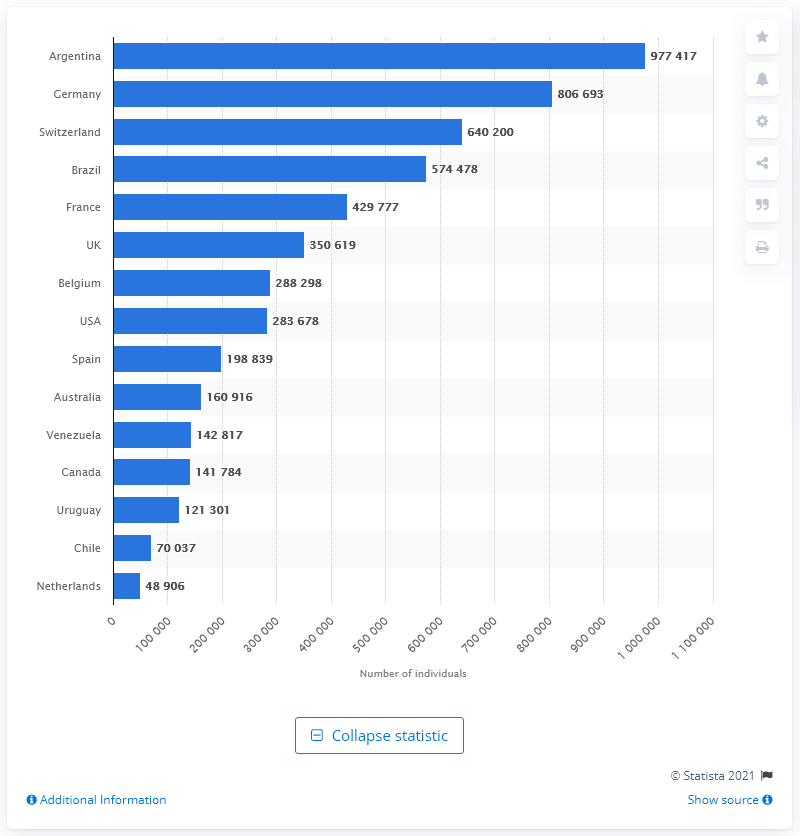 Argentina 977 417
Germany 806 693
Switzerland 640 200
Brazil 574 478
France 429 777
UK 350 619
Belgium 288 298
USA 283 678
Spain 198 839
Australia 160 916
Venezuela 142 817
Canada 141 784
Uruguay 121 301
Chile 70 037
Netherlands 48 906
0 100 000 200 000 300 000 400 000 500 000 600 000 700 000 800 000 900 000 1 000 000 1 100 000
Number of individuals
Collapse statistic
© Statista 2021
Additional Information Show source